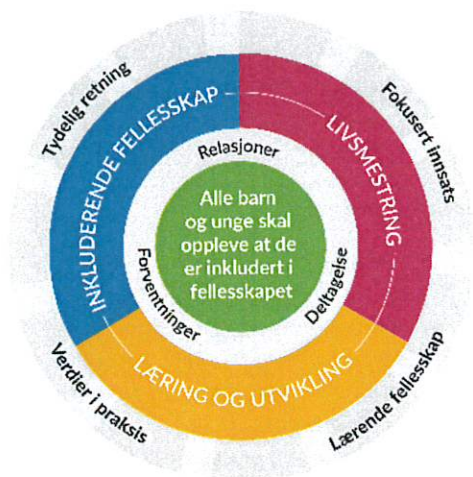 Tydelig retning
Fokusert innsats
INKLUDERENDE FELLESSKAP
LIVSMESTRING
Relasjoner
Alle barn
og unge skal
oppleve at de
er inkludert i
fellesskapet
Forventninger
Deltagelse
LÆRING OG UTVIKLING
Verdier i praksis
Lærende fellesskap